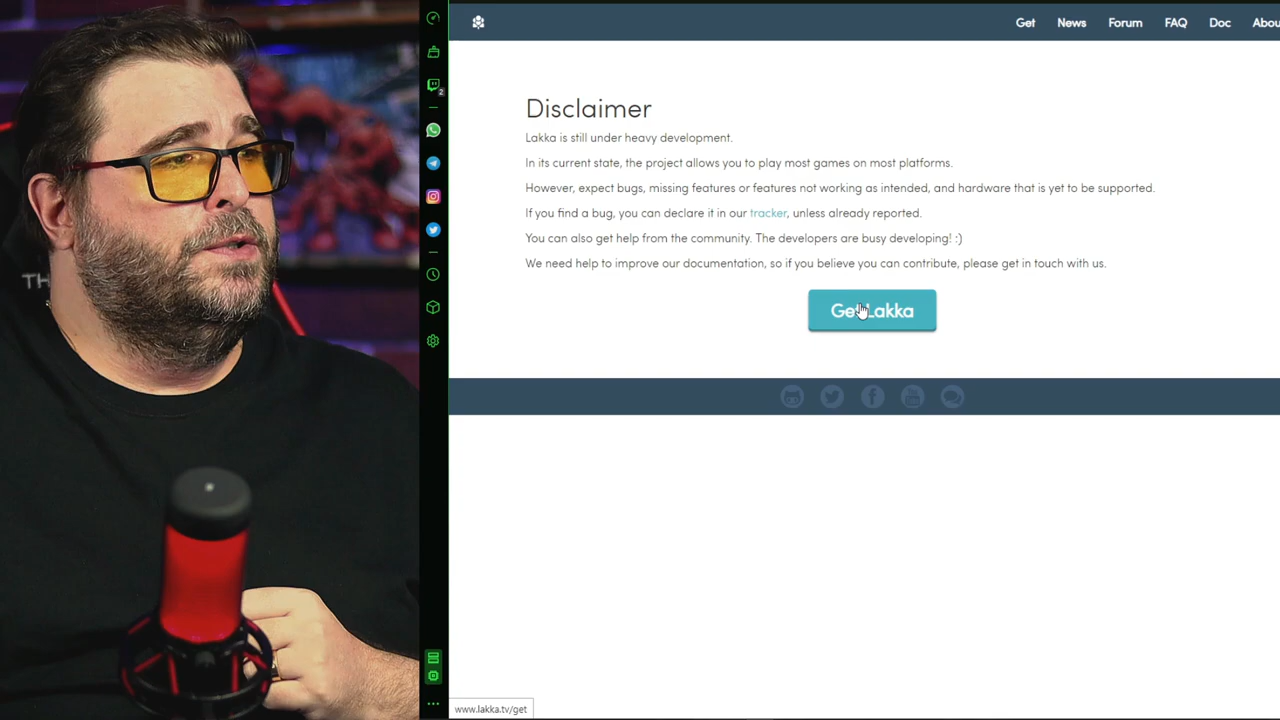 Get News Forum FAQ Doc Abou
Disclaimer
Lakka is still under heavy development.
In its current state, the project allows you to play most games on most platforms.
However, expect bugs, missing features or features not working as intended, and hardware that is yet to be supported.
If you find a bug, you can declare it in our tracker, unless already reported.
You can also get help from the community. The developers are busy developing! :)
We need help to improve our documentation, so if you believe you can contribute, please get in touch with us.
Get Lakka
TH
2
www.lakka.tv/get